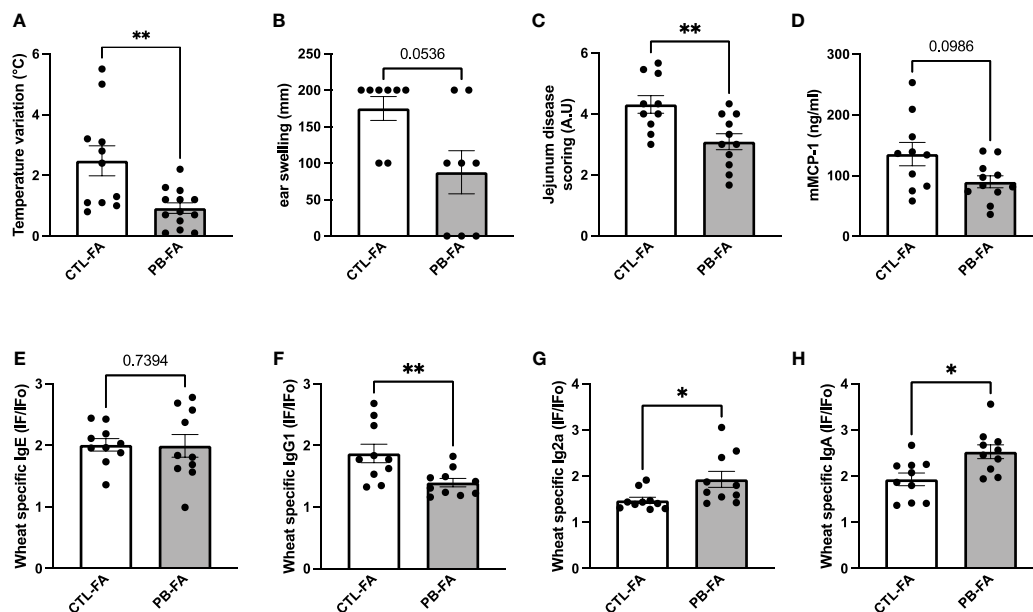 A
Temperature variation (°C)
6
4
2
0
**
CTL-FA
PB-FA
B
ear swelling (mm)
250
200
150
100
50
0
0.0536
CTL-FA
PB-FA
C
Jejunum disease
scoring (A.U)
6
4
2
0
**
CTL-FA
PB-FA
D
mMCP-1 (ng/ml)
300
200
100
0
0.0986
CTL-FA
PB-FA
E
Wheat specific IgE (IF/IFo)
3
2
1
0
0.7394
CTL-FA
PB-FA
F
Wheat specific IgG1 (IF/IFo)
3
2
1
0
**
CTL-FA
PB-FA
G
Wheat specific Ig2a (IF/IFo)
4
3
2
1
0
*
CTL-FA
PB-FA
H
Wheat specific IgA (IF/IFo)
4
3
2
1
0
*
CTL-FA
PB-FA